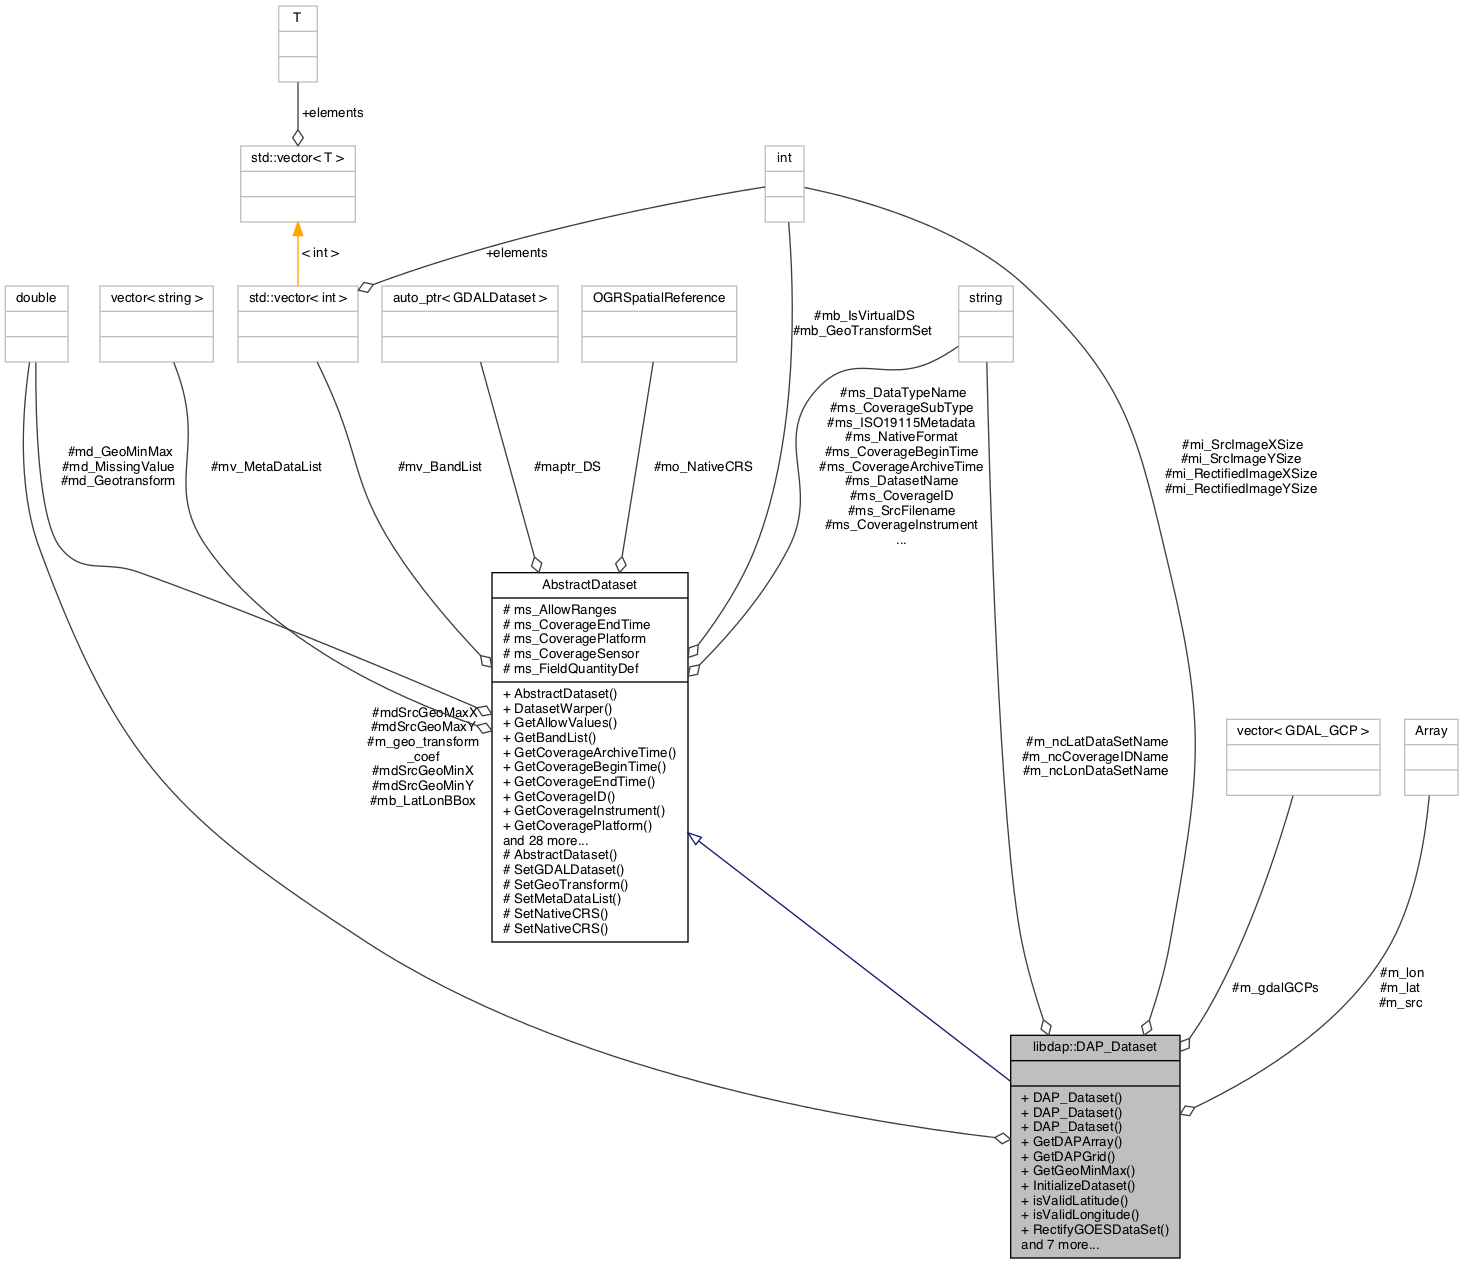 T
+elements
std::vector< T >
int
< int >
+elements
double
vector< string >
std::vector< int >
auto_ptr< GDALDataset >
OGRSpatialReference
string
#mb_IsVirtualDS
#mb_GeoTransformSet
#md_GeoMinMax
#md_MissingValue
#md_Geotransform
#mv_MetaDataList
#mv_BandList
#maptr_DS
#mo_NativeCRS
#ms_DataTypeName
#ms_CoverageSubType
#ms_ISO19115Metadata
#ms_NativeFormat
#ms_CoverageBeginTime
#ms_CoverageArchiveTime
#ms_DatasetName
#ms_CoverageID
#ms_SrcFilename
#ms_CoverageInstrument
...
#mi_SrcImageXSize
#mi_SrcImageYSize
#mi_RectifiedImageXSize
#mi_RectifiedImageYSize
AbstractDataset
# ms_AllowRanges
# ms_CoverageEndTime
# ms_CoveragePlatform
# ms_CoverageSensor
# ms_FieldQuantityDef
+ AbstractDataset()
+ DatasetWarper()
+ GetAllowValues()
+ GetBandList()
+ GetCoverageArchiveTime()
+ GetCoverageBeginTime()
+ GetCoverageEndTime()
+ GetCoverageID()
+ GetCoverageInstrument()
+ GetCoveragePlatform()
and 28 more...
# AbstractDataset()
# SetGDALDataset()
# SetGeoTransform()
# SetMetaDataList()
# SetNativeCRS()
# SetNativeCRS()
#mdSrcGeoMaxX
#mdSrcGeoMaxY
#m_geo_transform
_coef
#mdSrcGeoMinX
#mdSrcGeoMinY
#mb_LatLonBBox
#m_ncLatDataSetName
#m_ncCoverageIDName
#m_ncLonDataSetName
vector< GDAL_GCP >
Array
#m_gdalGCPs
#m_lon
#m_lat
#m_src
libdap::DAP_Dataset
+ DAP_Dataset()
+ DAP_Dataset()
+ DAP_Dataset()
+ GetDAPArray()
+ GetDAPGrid()
+ GetGeoMinMax()
+ InitializeDataset()
+ isValidLatitude()
+ isValidLongitude()
+ RectifyGOESDataSet()
and 7 more...